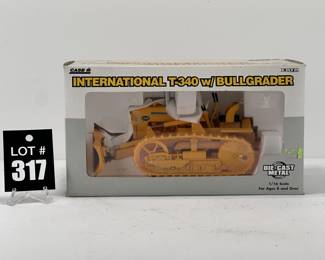 CASE IH
ERTL
INTERNATIONAL T-340 w/ BULLGRADER
LOT #
317
DIE-CAST
METAL
1/16 Scale
For Ages 8 and Over